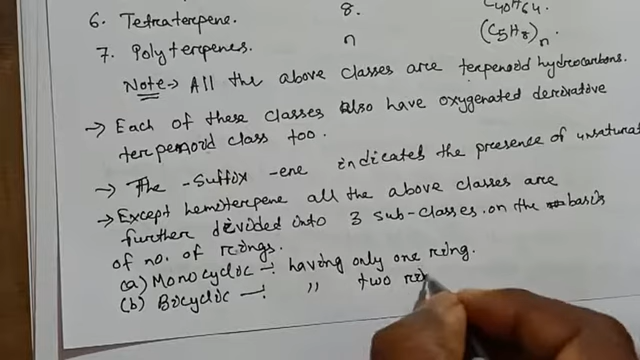 6. Tetraterpene. 8. C40H64.
7. Polyterpenes. n (C5H8)n
Note → All the above classes are terpenoid hydrocarbons.
→ Each of these classes also have oxygenated derivative
terpenoid class too.
→ The -suffix -ene indicates the presence of unsatura
→ Except hemiterpene all the above classes are
further devided into 3 sub-classes. on the basis
of no. of rings.
(a) Monocyclic -: having only one ring.
(b) Bicyclic -: " two ri